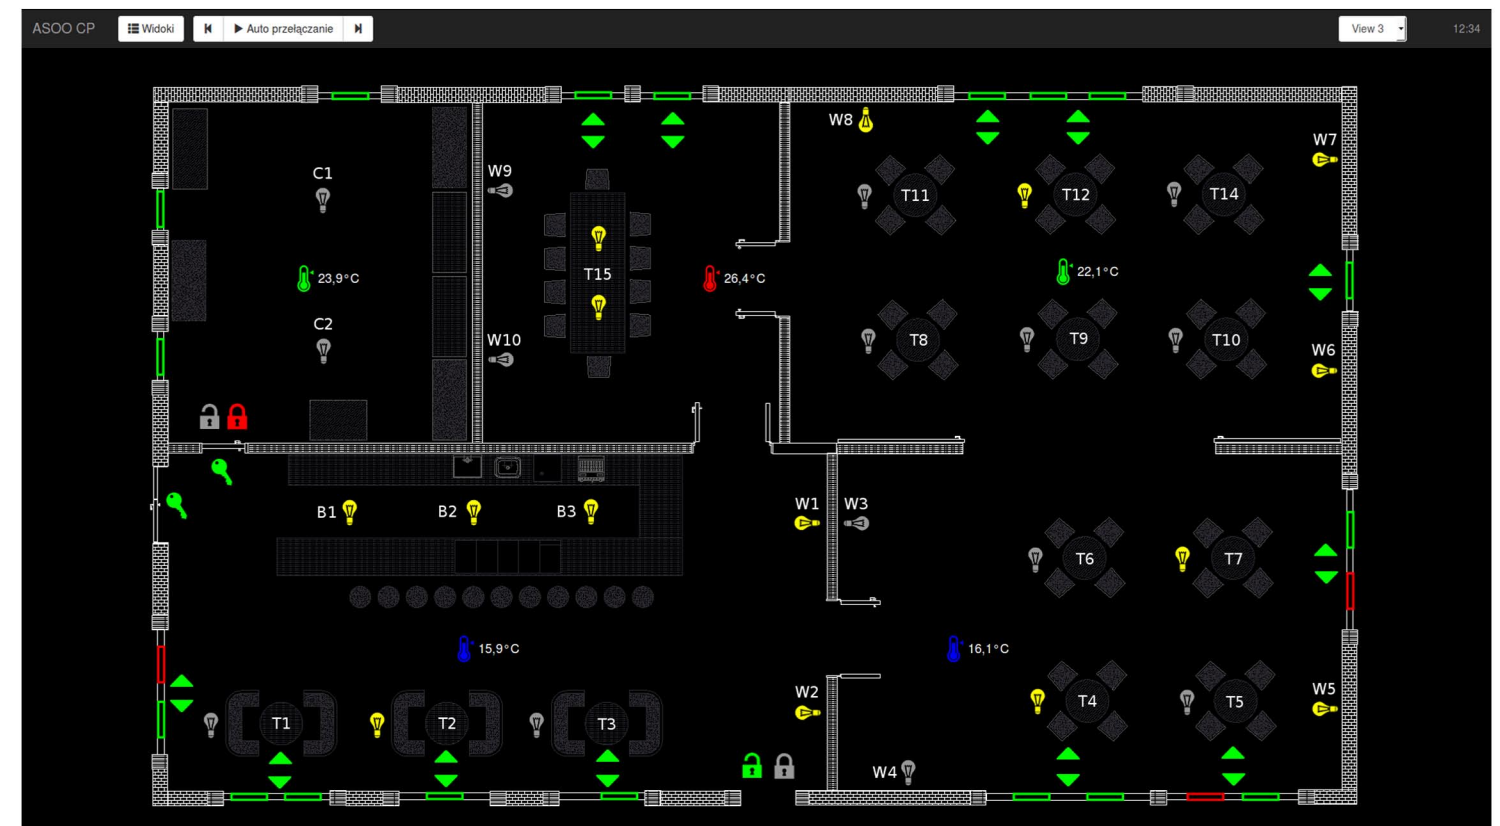 ASOO CP Widoki Auto przełączanie View 3 12:34
W8
W7
C1
W9
T11 T12 T14
T15
23,9°C
26,4°C
22,1°C
C2
W10
T8 T9 T10
W6
B1 B2 B3
W1 W3
T6 T7
15,9°C
16,1°C
W2
W5
T1 T2 T3
T4 T5
W4